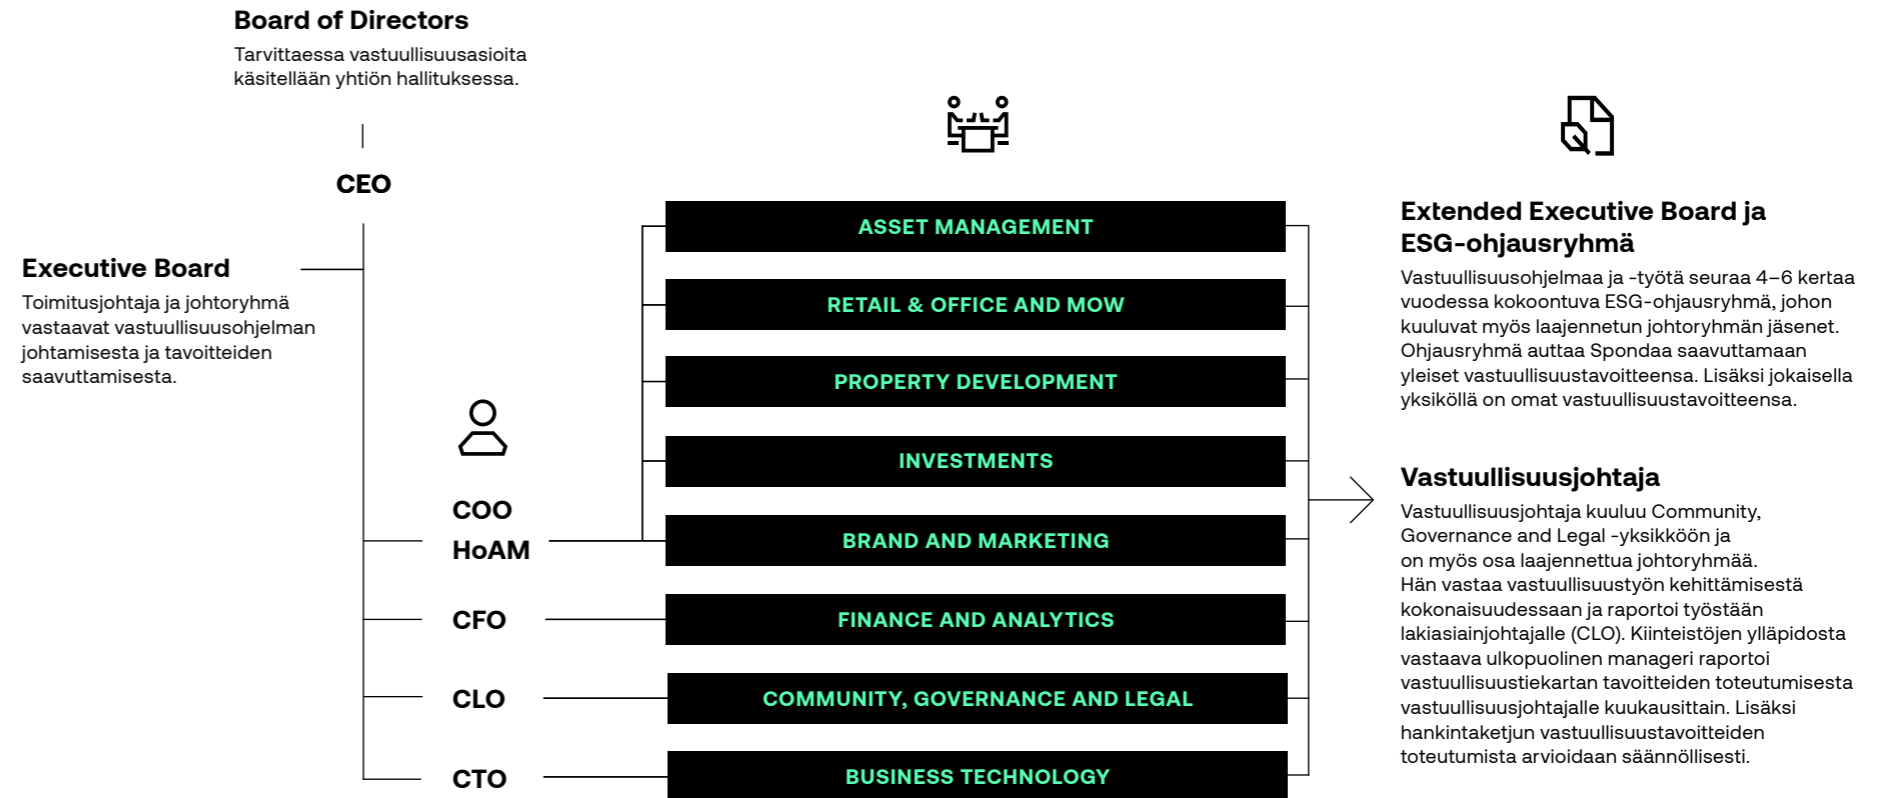 Board of Directors
Tarvittaessa vastuullisuusasioita
käsitellään yhtiön hallituksessa.
CEO
Executive Board
Toimitusjohtaja ja johtoryhmä
vastaavat vastuullisuusohjelman
johtamisesta ja tavoitteiden
saavuttamisesta.
COO
HoAM
CFO
CLO
CTO
ASSET MANAGEMENT
RETAIL & OFFICE AND MOW
PROPERTY DEVELOPMENT
INVESTMENTS
BRAND AND MARKETING
FINANCE AND ANALYTICS
COMMUNITY, GOVERNANCE AND LEGAL
BUSINESS TECHNOLOGY
Extended Executive Board ja
ESG-ohjausryhmä
Vastuullisuusohjelmaa ja -työtä seuraa 4–6 kertaa
vuodessa kokoontuva ESG-ohjausryhmä, johon
kuuluvat myös laajennetun johtoryhmän jäsenet.
Ohjausryhmä auttaa Spondaa saavuttamaan
yleiset vastuullisuustavoitteensa. Lisäksi jokaisella
yksiköllä on omat vastuullisuustavoitteensa.
Vastuullisuusjohtaja
Vastuullisuusjohtaja kuuluu Community,
Governance and Legal -yksikköön ja
on myös osa laajennettua johtoryhmää.
Hän vastaa vastuullisuustyön kehittämisestä
kokonaisuudessaan ja raportoi työstään
lakiasiainjohtajalle (CLO). Kiinteistöjen ylläpidosta
vastaava ulkopuolinen manageri raportoi
vastuullisuustiekartan tavoitteiden toteutumisesta
vastuullisuusjohtajalle kuukausittain. Lisäksi
hankintaketjun vastuullisuustavoitteiden
toteutumista arvioidaan säännöllisesti.